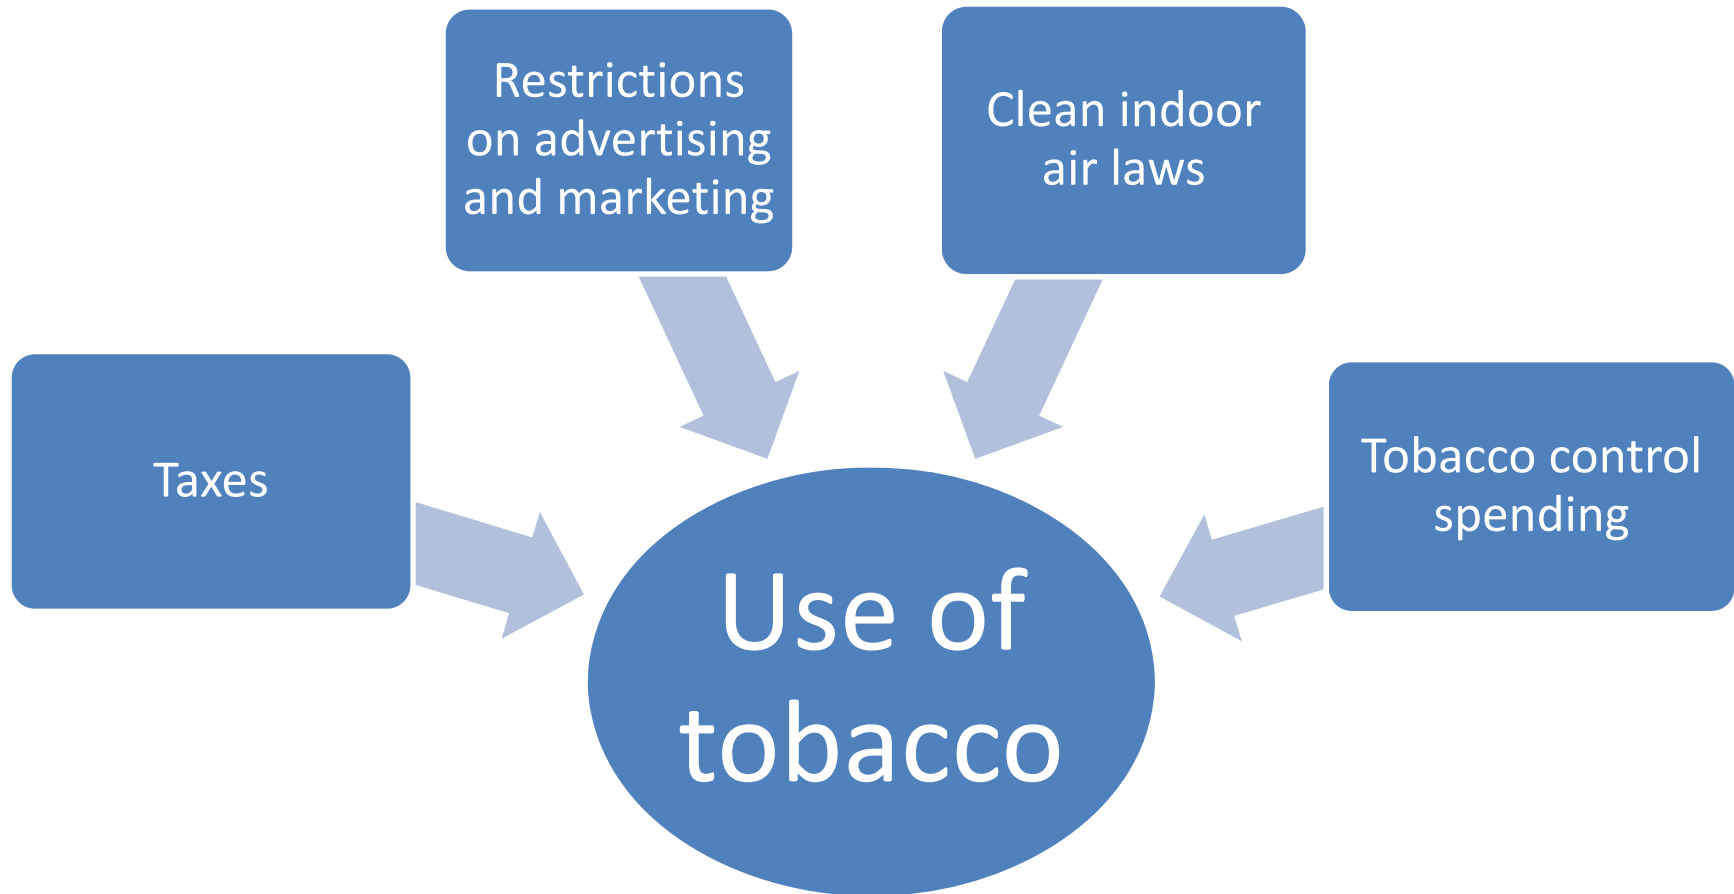 Restrictions
on advertising
and marketing
Clean indoor
air laws
Taxes
Tobacco control
spending
Use of
tobacco